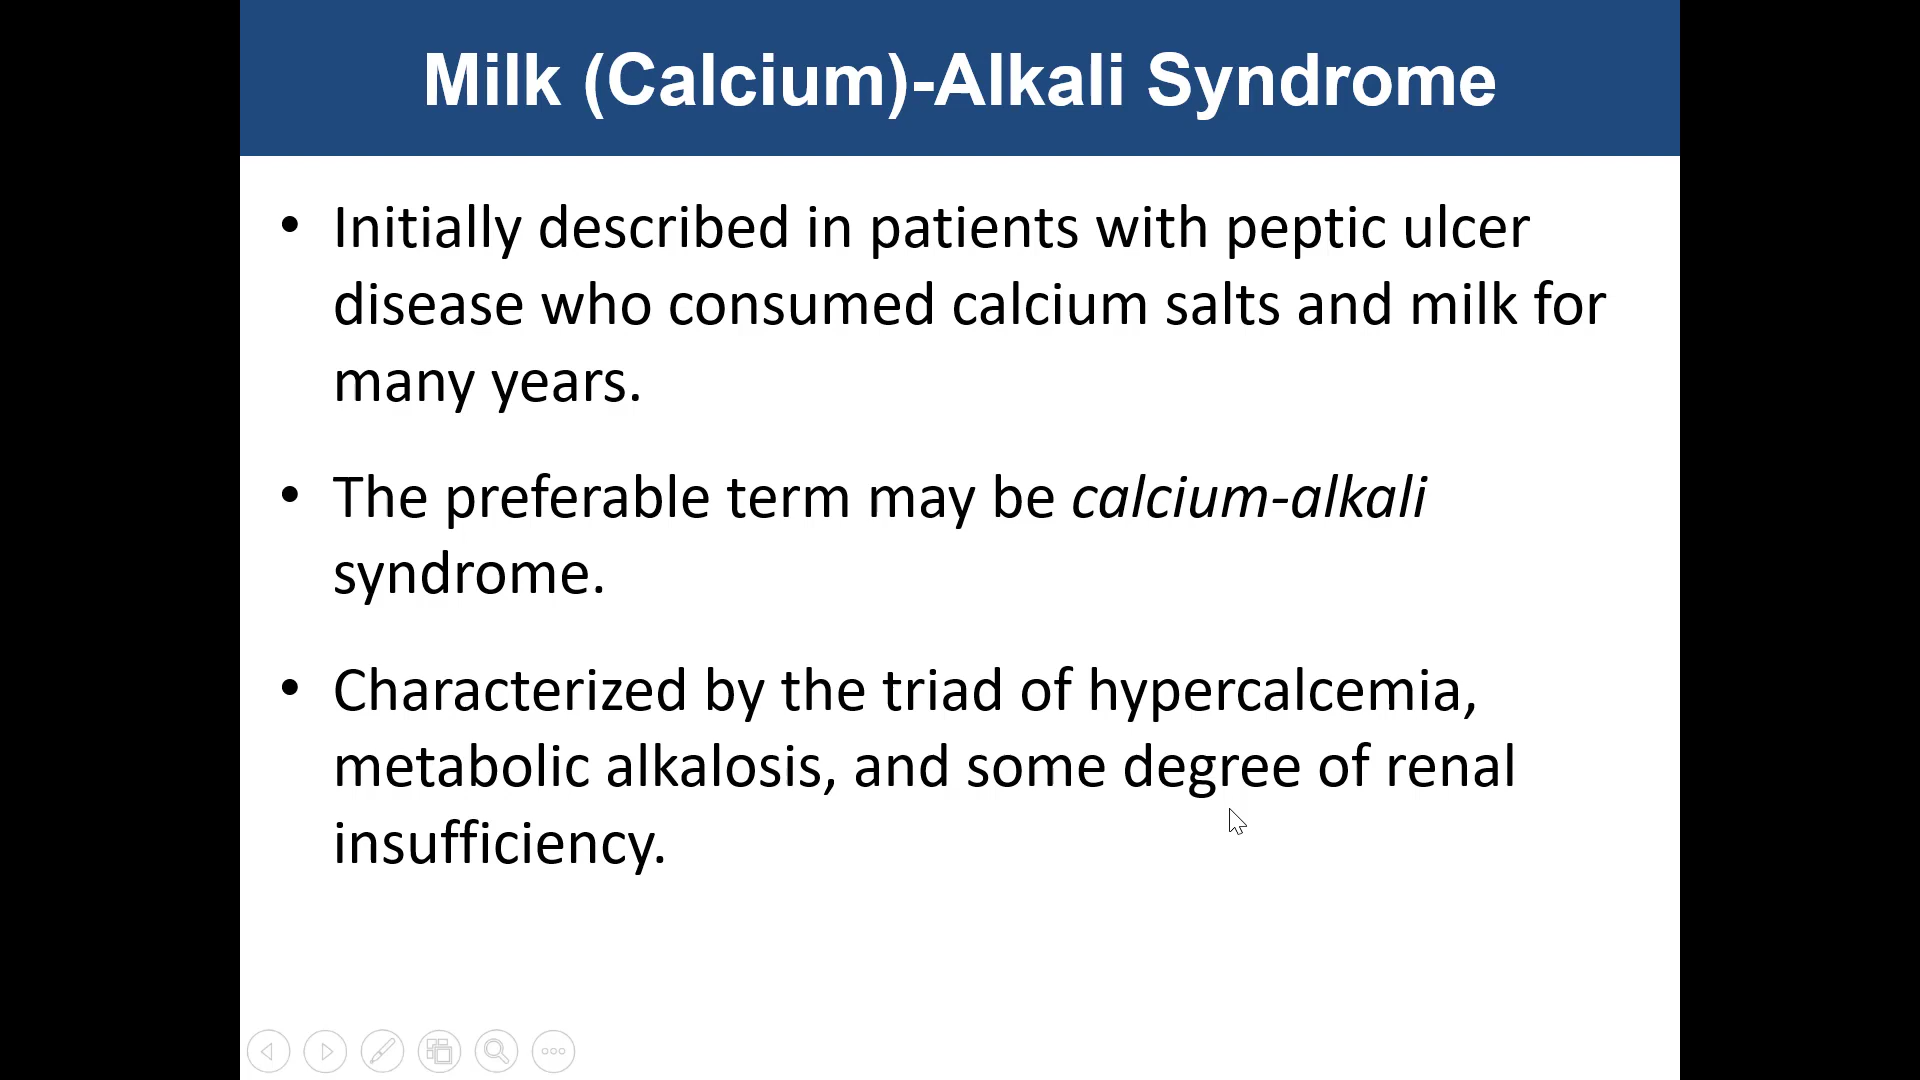 Milk (Calcium)-Alkali Syndrome
• Initially described in patients with peptic ulcer
disease who consumed calcium salts and milk for
many years.
• The preferable term may be calcium-alkali
syndrome.
• Characterized by the triad of hypercalcemia,
metabolic alkalosis, and some degree of renal
insufficiency.